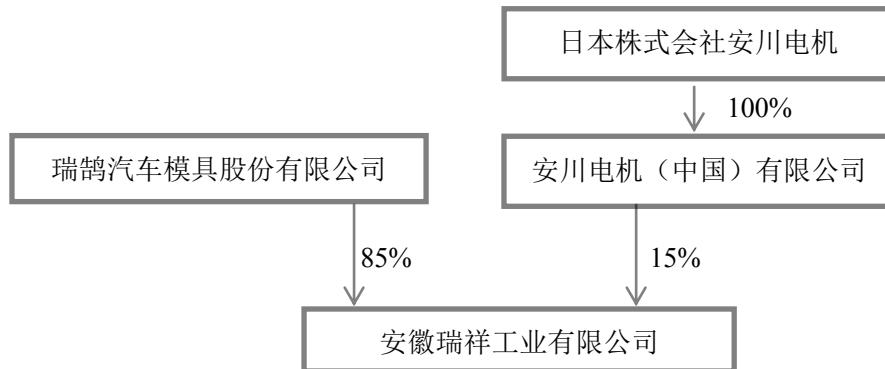 日本株式会社安川电机
100%
瑞鹄汽车模具股份有限公司
安川电机（中国）有限公司
85%
15%
安徽瑞祥工业有限公司